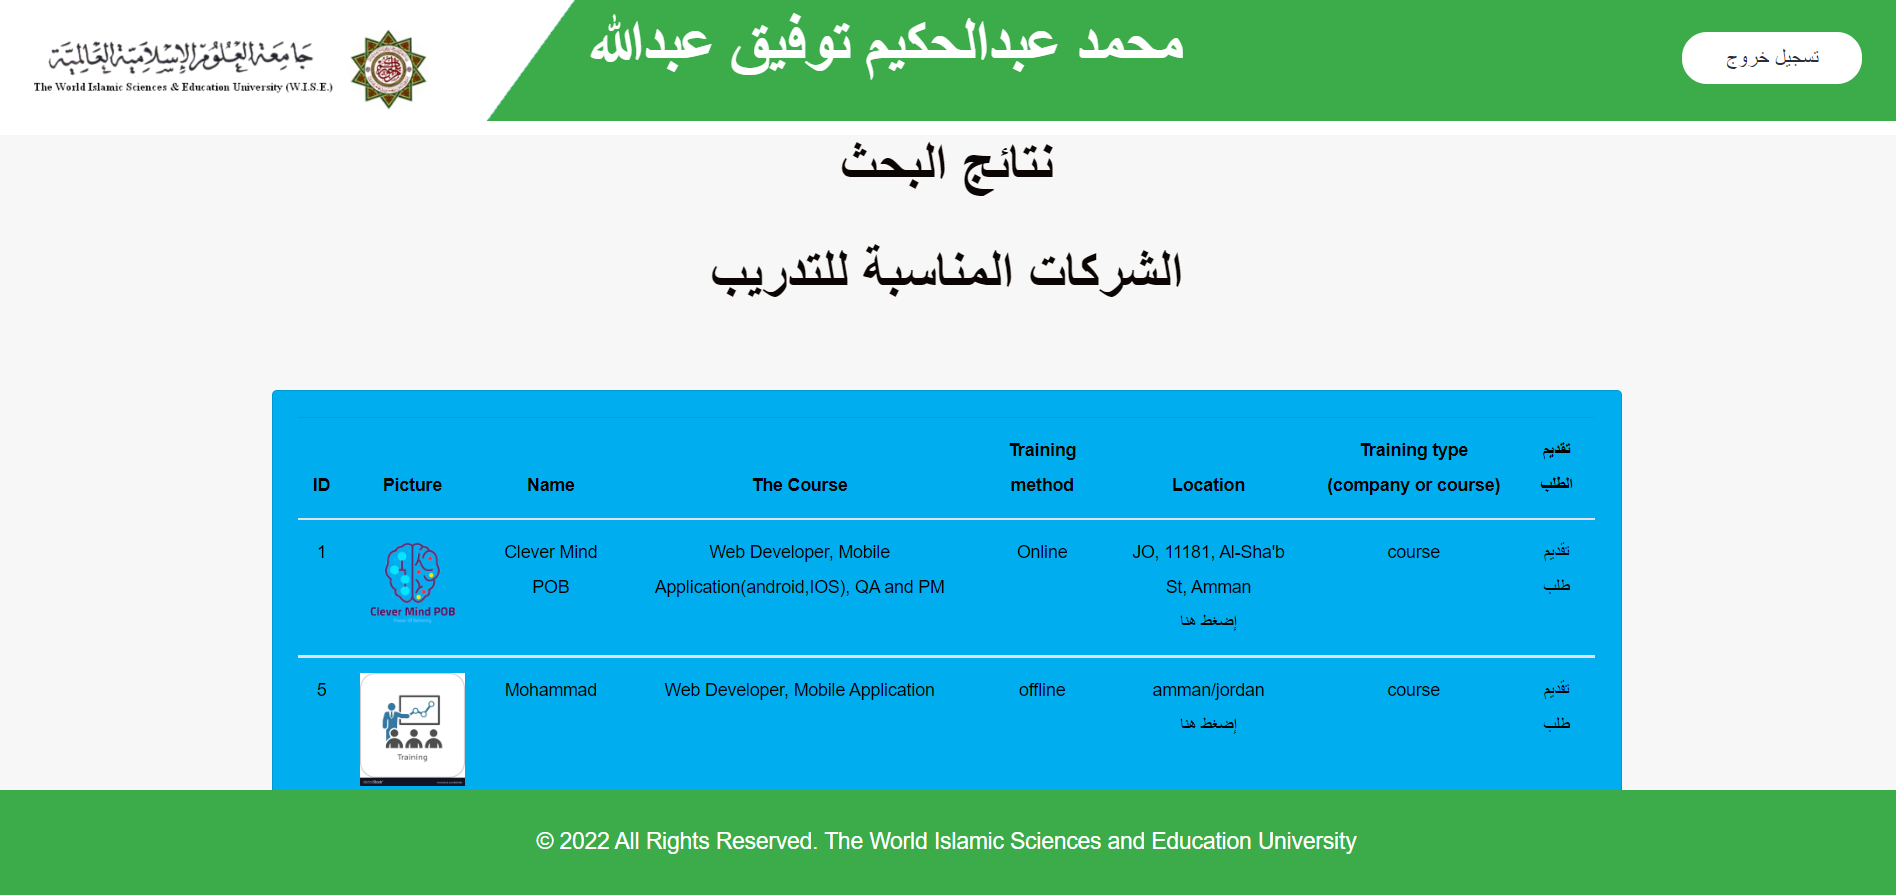 جامعة العلوم الإسلامية العالمية
The World Islamic Sciences & Education University (W.I.S.E.)
محمد عبدالحكيم توفيق عبدالله
تسجيل خروج
نتائج البحث
الشركات المناسبة للتدريب
ID Picture Name The Course Training method Location Training type (company or course) تقديم الطلب
1
Clever Mind POB
Clever Mind
POB
Web Developer, Mobile
Application(android,IOS), QA and PM
Online
JO, 11181, Al-Sha'b
St, Amman
إضغط هنا
course
تقديم
طلب
5
Training
Mohammad
Web Developer, Mobile Application
offline
amman/jordan
إضغط هنا
course
تقديم
طلب
© 2022 All Rights Reserved. The World Islamic Sciences and Education University